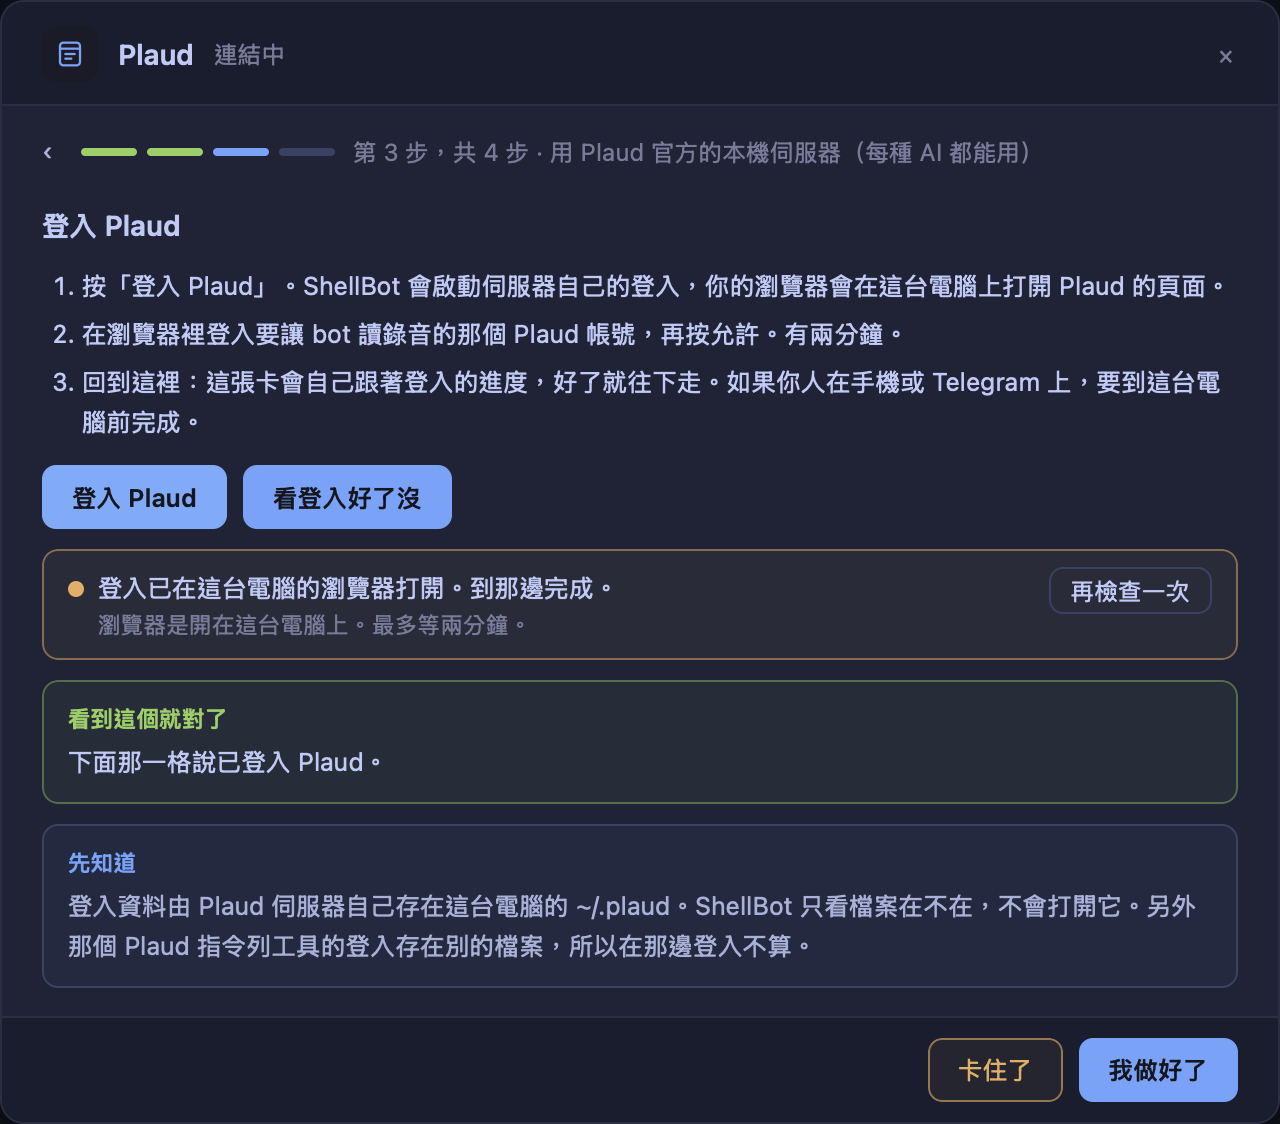 Plaud 連結中
×
‹ 第 3 步，共 4 步 · 用 Plaud 官方的本機伺服器（每種 AI 都能用）
登入 Plaud
1. 按「登入 Plaud」。ShellBot 會啟動伺服器自己的登入，你的瀏覽器會在這台電腦上打開 Plaud 的頁面。
2. 在瀏覽器裡登入要讓 bot 讀錄音的那個 Plaud 帳號，再按允許。有兩分鐘。
3. 回到這裡：這張卡會自己跟著登入的進度，好了就往下走。如果你人在手機或 Telegram 上，要到這台電
腦前完成。
登入 Plaud
看登入好了沒
登入已在這台電腦的瀏覽器打開。到那邊完成。
瀏覽器是開在這台電腦上。最多等兩分鐘。
再檢查一次
看到這個就對了
下面那一格說已登入 Plaud。
先知道
登入資料由 Plaud 伺服器自己存在這台電腦的 ~/.plaud。ShellBot 只看檔案在不在，不會打開它。另外
那個 Plaud 指令列工具的登入存在別的檔案，所以在那邊登入不算。
卡住了
我做好了